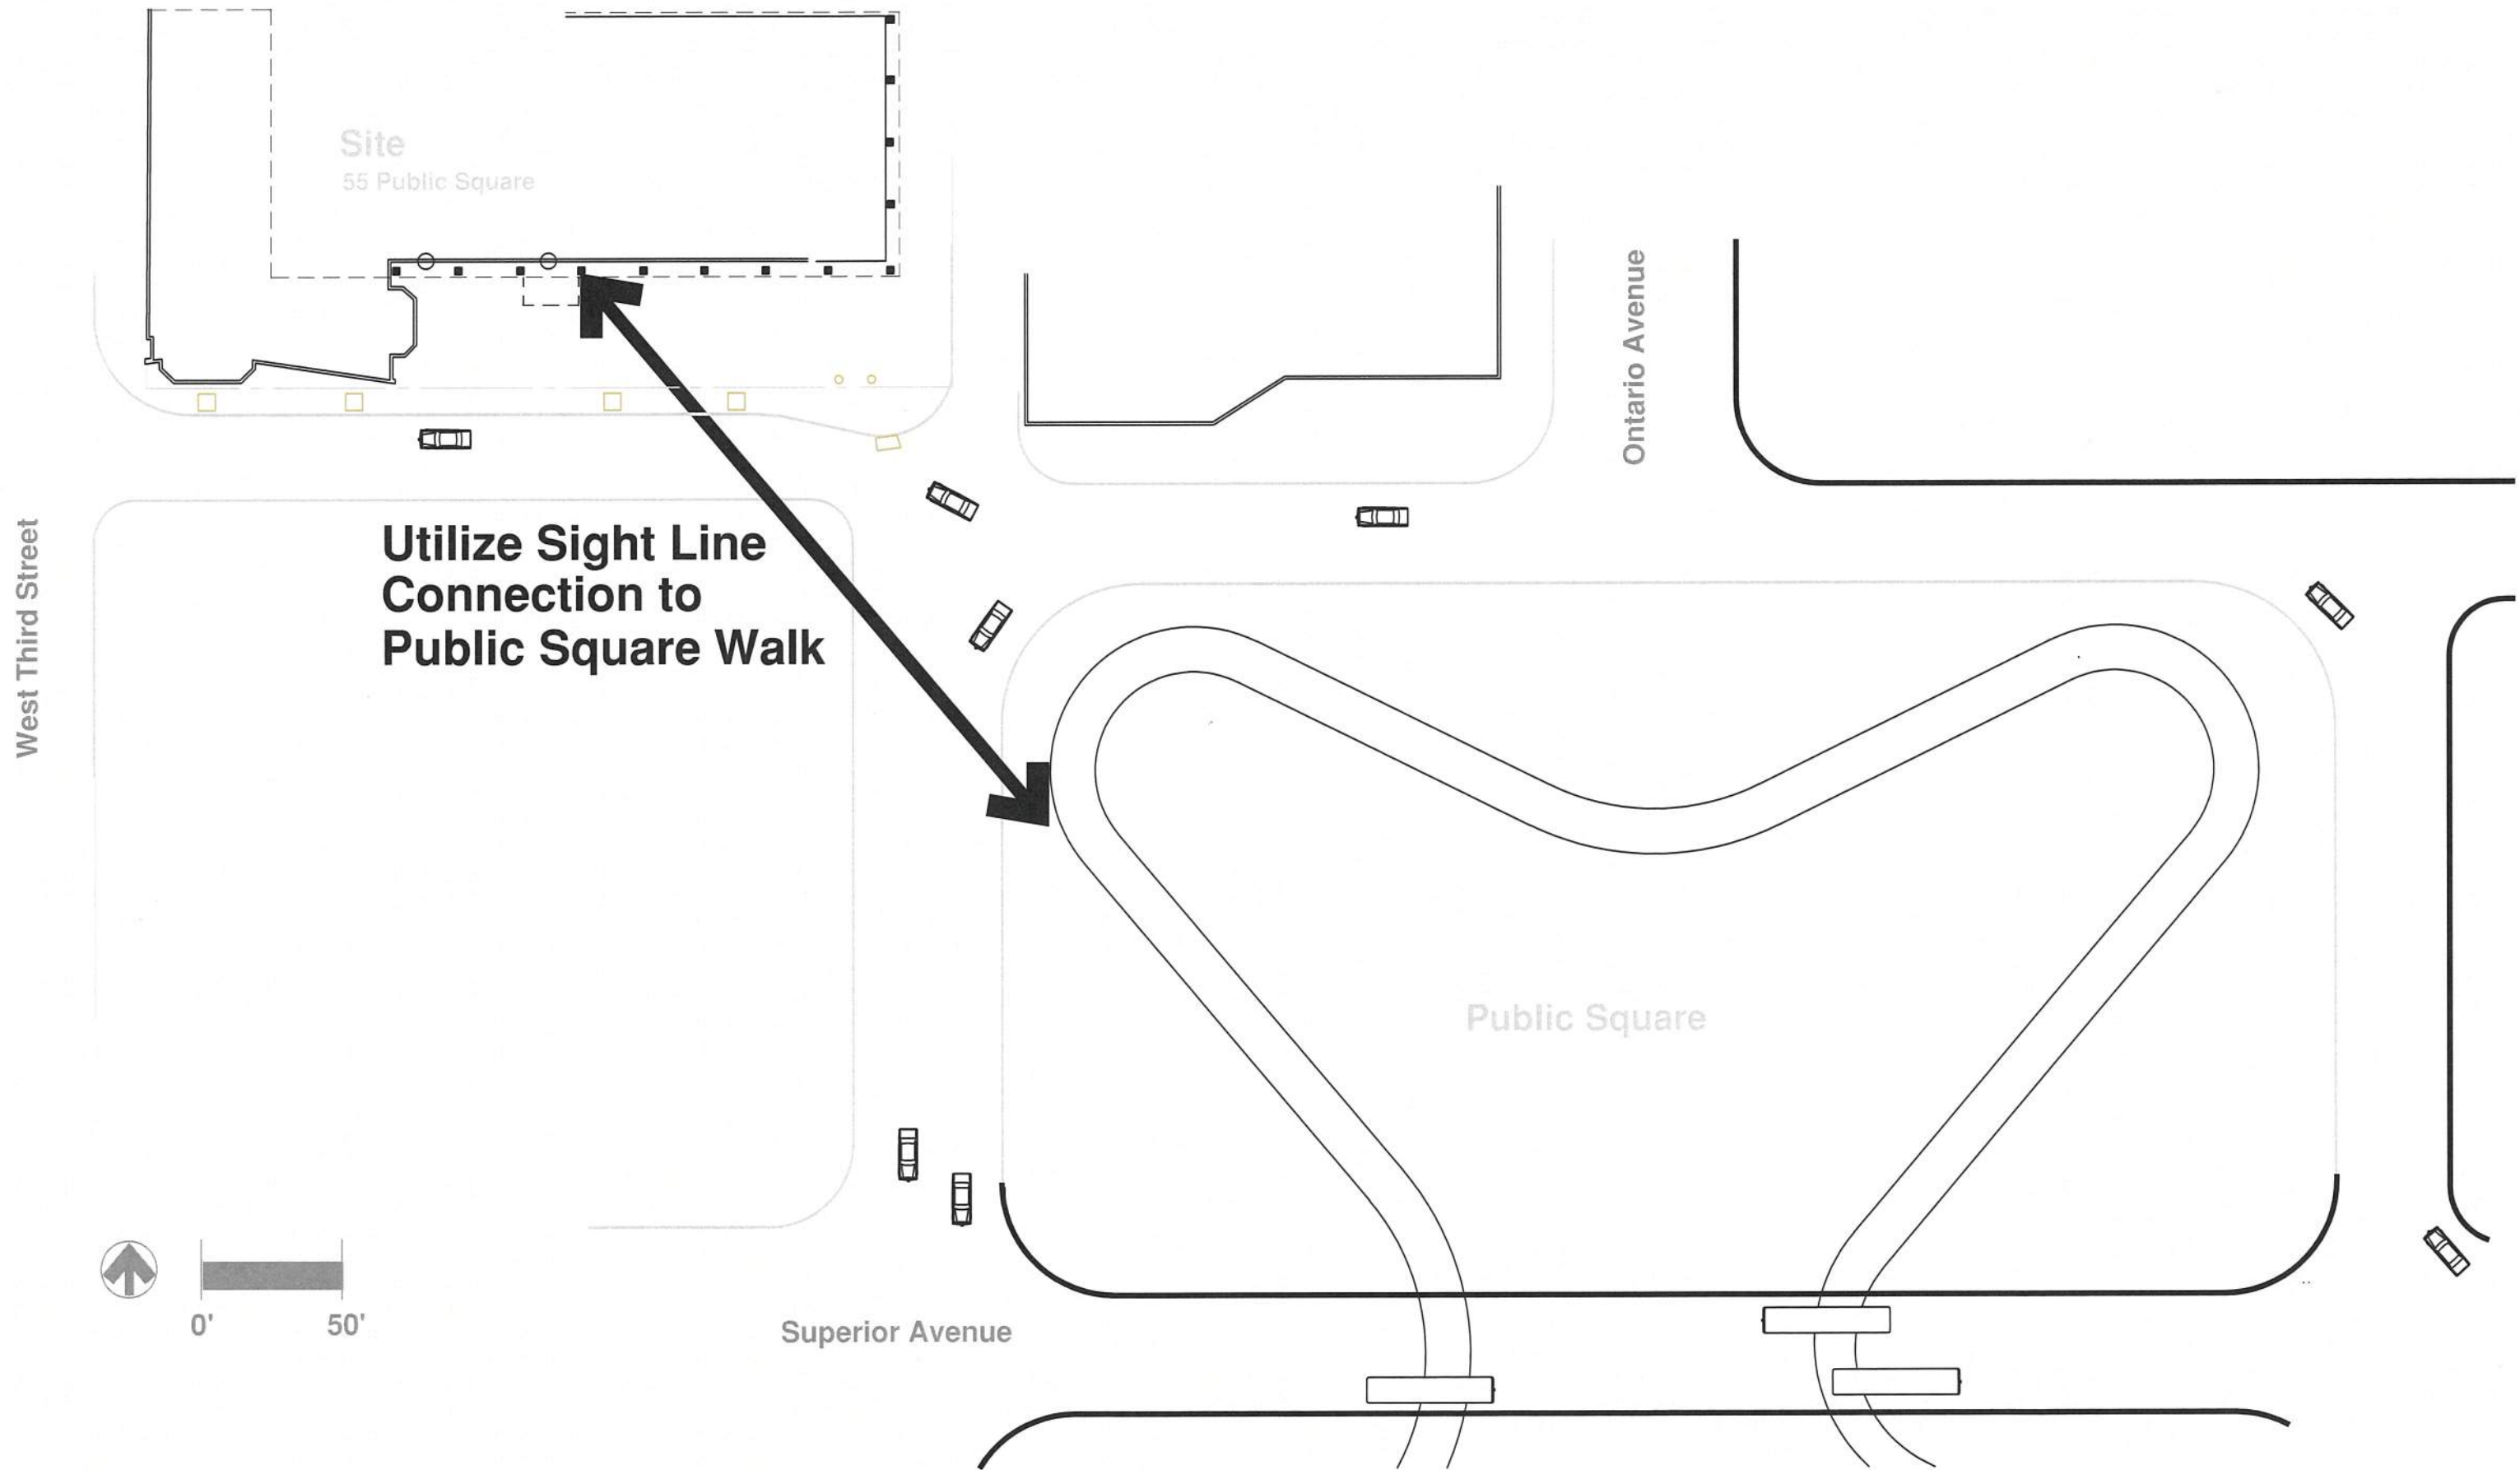 Site
55 Public Square
Ontario Avenue
West Third Street
Utilize Sight Line
Connection to
Public Square Walk
Public Square
0'
50'
Superior Avenue